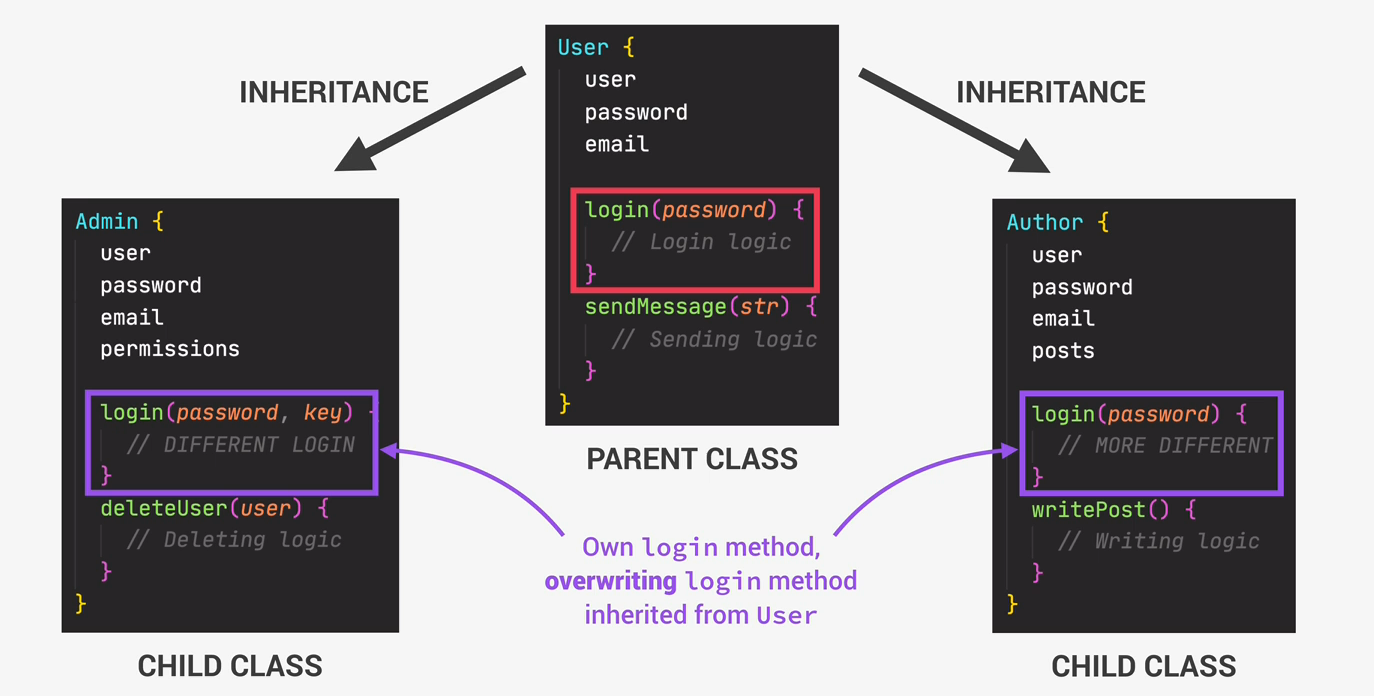 INHERITANCE
INHERITANCE
User {
user
password
email
login(password) {
// Login logic
}
sendMessage(str) {
// Sending logic
}
}
PARENT CLASS
Admin {
user
password
email
permissions
login(password, key) {
// DIFFERENT LOGIN
}
deleteUser(user) {
// Deleting logic
}
}
CHILD CLASS
Author {
user
password
email
posts
login(password) {
// MORE DIFFERENT
}
writePost() {
// Writing logic
}
}
CHILD CLASS
Own login method,
overwriting login method
inherited from User